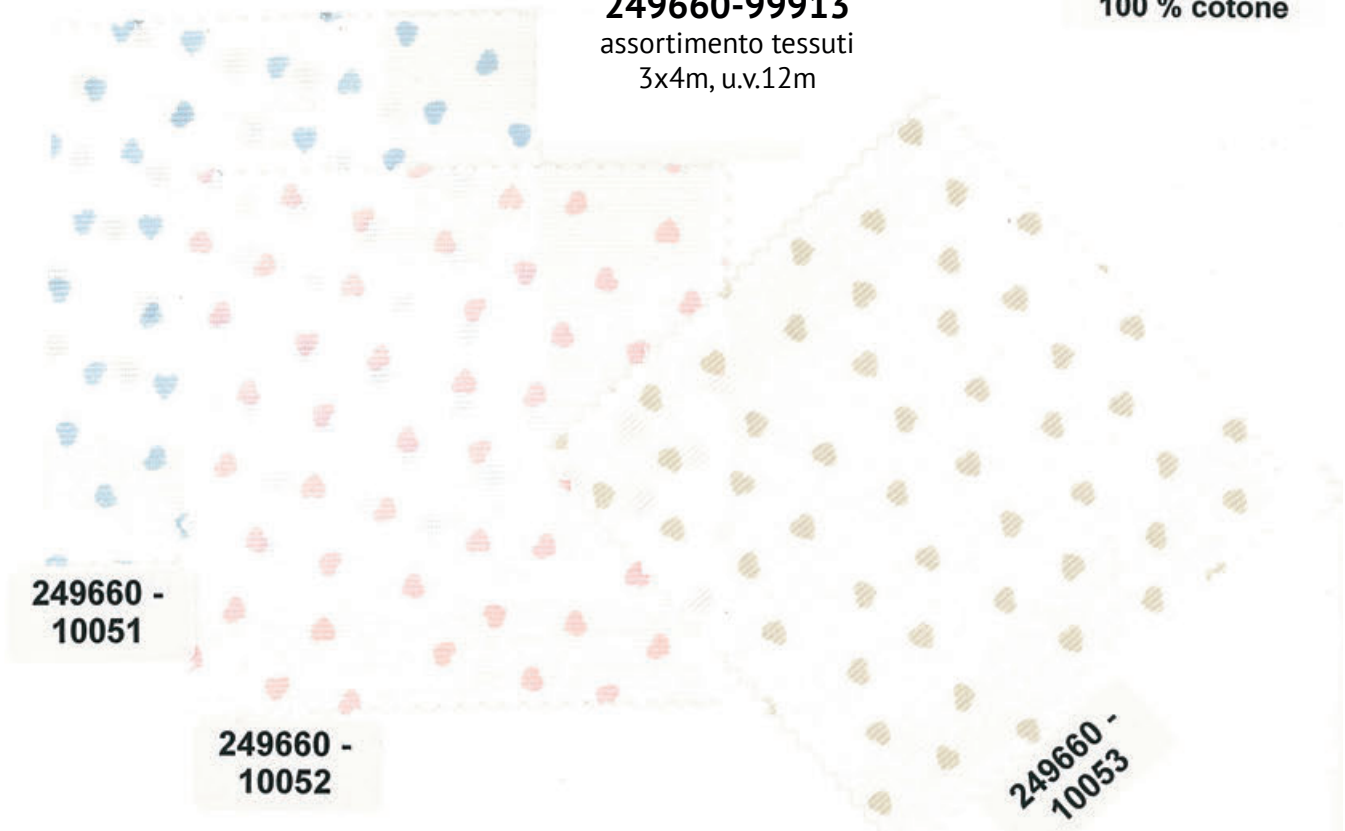 249660-99913
assortimento tessuti
3x4m, u.v.12m
100 % cotone
249660 -
10051
249660 -
10052
249660 -
10053